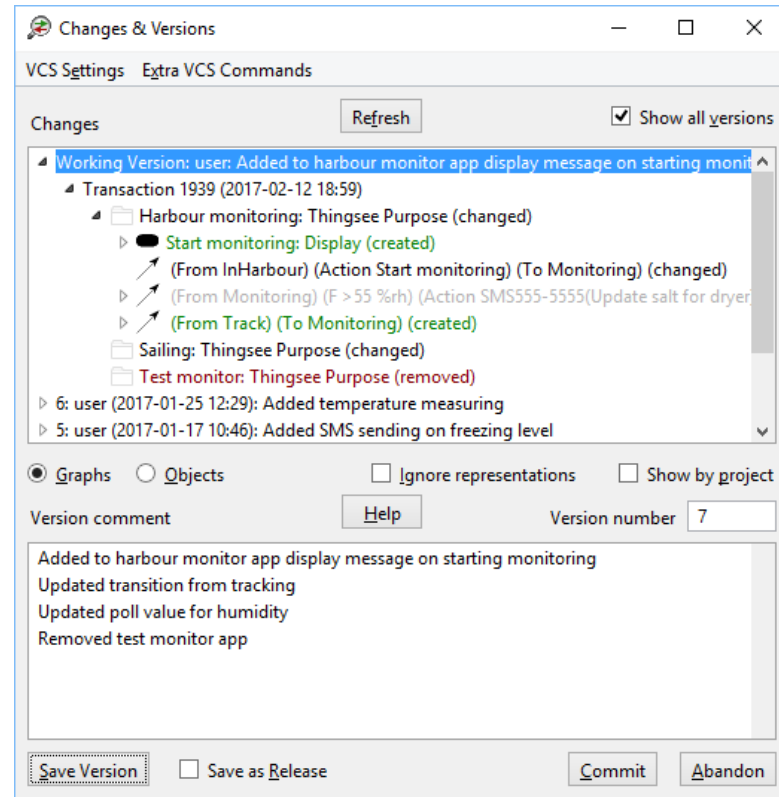 Changes & Versions
VCS Settings Extra VCS Commands
Changes Refresh Show all versions
Working Version: user: Added to harbour monitor app display message on starting monit
Transaction 1939 (2017-02-12 18:59)
Harbour monitoring: Thingsee Purpose (changed)
Start monitoring: Display (created)
(From InHarbour) (Action Start monitoring) (To Monitoring) (changed)
(From Monitoring) (F >55 %rh) (Action SMS555-5555(Update salt for dryer
(From Track) (To Monitoring) (created)
Sailing: Thingsee Purpose (changed)
Test monitor: Thingsee Purpose (removed)
6: user (2017-01-25 12:29): Added temperature measuring
5: user (2017-01-17 10:46): Added SMS sending on freezing level
Graphs Objects Ignore representations Show by project
Version comment Help Version number 7
Added to harbour monitor app display message on starting monitoring
Updated transition from tracking
Updated poll value for humidity
Removed test monitor app
Save Version Save as Release Commit Abandon